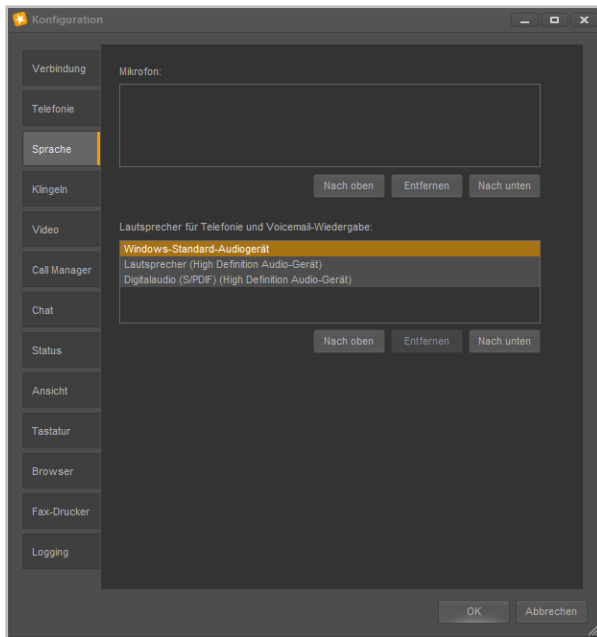 Konfiguration
Verbindung
Telefonie
Sprache
Klingeln
Video
Call Manager
Chat
Status
Ansicht
Tastatur
Browser
Fax-Drucker
Logging
Mikrofon:
Nach oben Entfernen Nach unten
Lautsprecher für Telefonie und Voicemail-Wiedergabe:
Windows-Standard-Audiogerät
Lautsprecher (High Definition Audio-Gerät)
Digitalaudio (S/PDIF) (High Definition Audio-Gerät)
Nach oben Entfernen Nach unten
OK Abbrechen